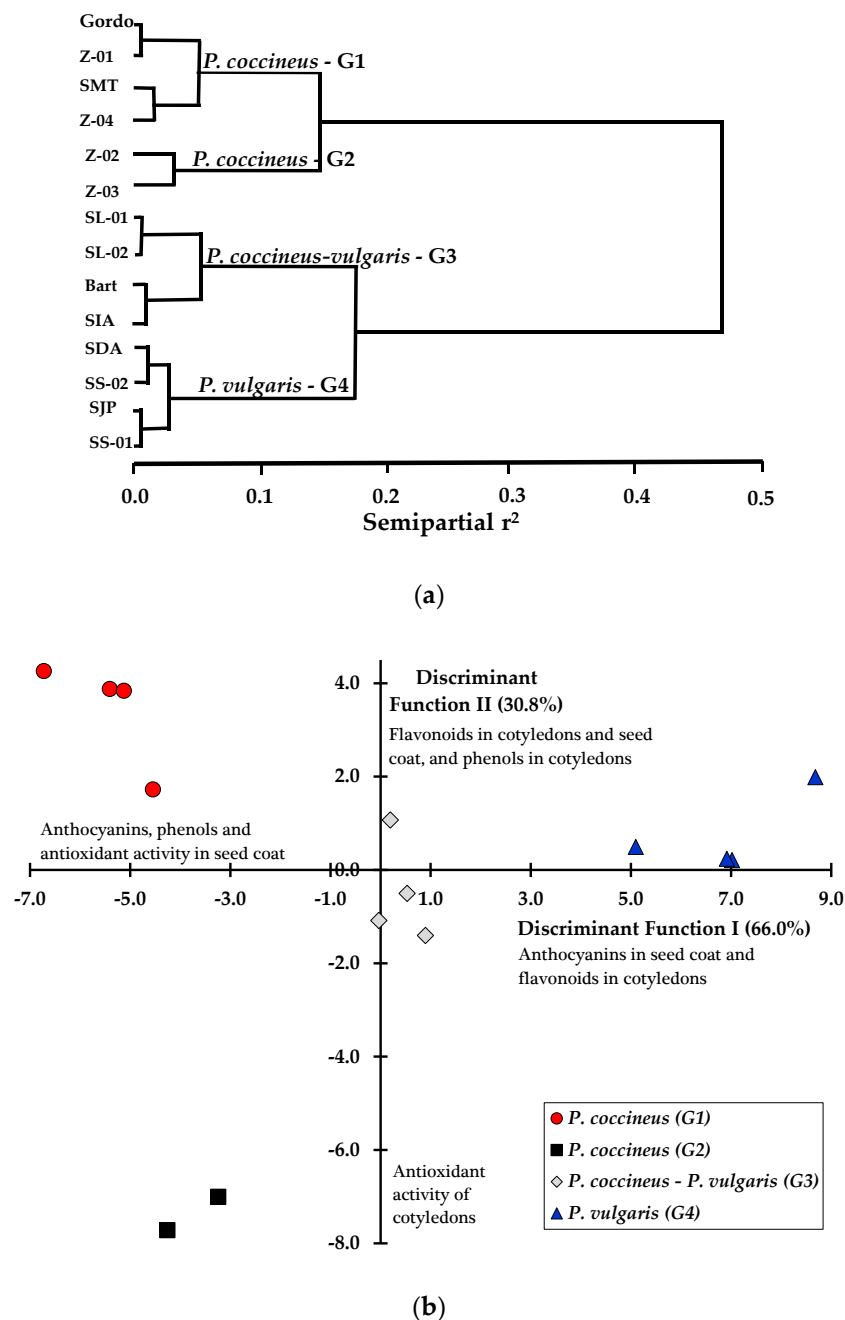 Gordo
Z-01
P. coccineus - G1
SMT
Z-04
Z-02
P. coccineus - G2
Z-03
SL-01
SL-02
P. coccineus-vulgaris - G3
Bart
SIA
SDA
SS-02
P. vulgaris - G4
SJP
SS-01
0.0 0.1 0.2 0.3 0.4 0.5
Semipartial r²
(a)
4.0
Discriminant
Function II (30.8%)
Flavonoids in cotyledons and seed
coat, and phenols in cotyledons
2.0
Anthocyanins, phenols and
antioxidant activity in seed coat
0.0
-7.0 -5.0 -3.0 -1.0 1.0 3.0 5.0 7.0 9.0
Discriminant Function I (66.0%)
Anthocyanins in seed coat and
flavonoids in cotyledons
-2.0
-4.0
-6.0
Antioxidant
activity of
cotyledons
-8.0
P. coccineus (G1)
P. coccineus (G2)
P. coccineus - P. vulgaris (G3)
P. vulgaris (G4)
(b)